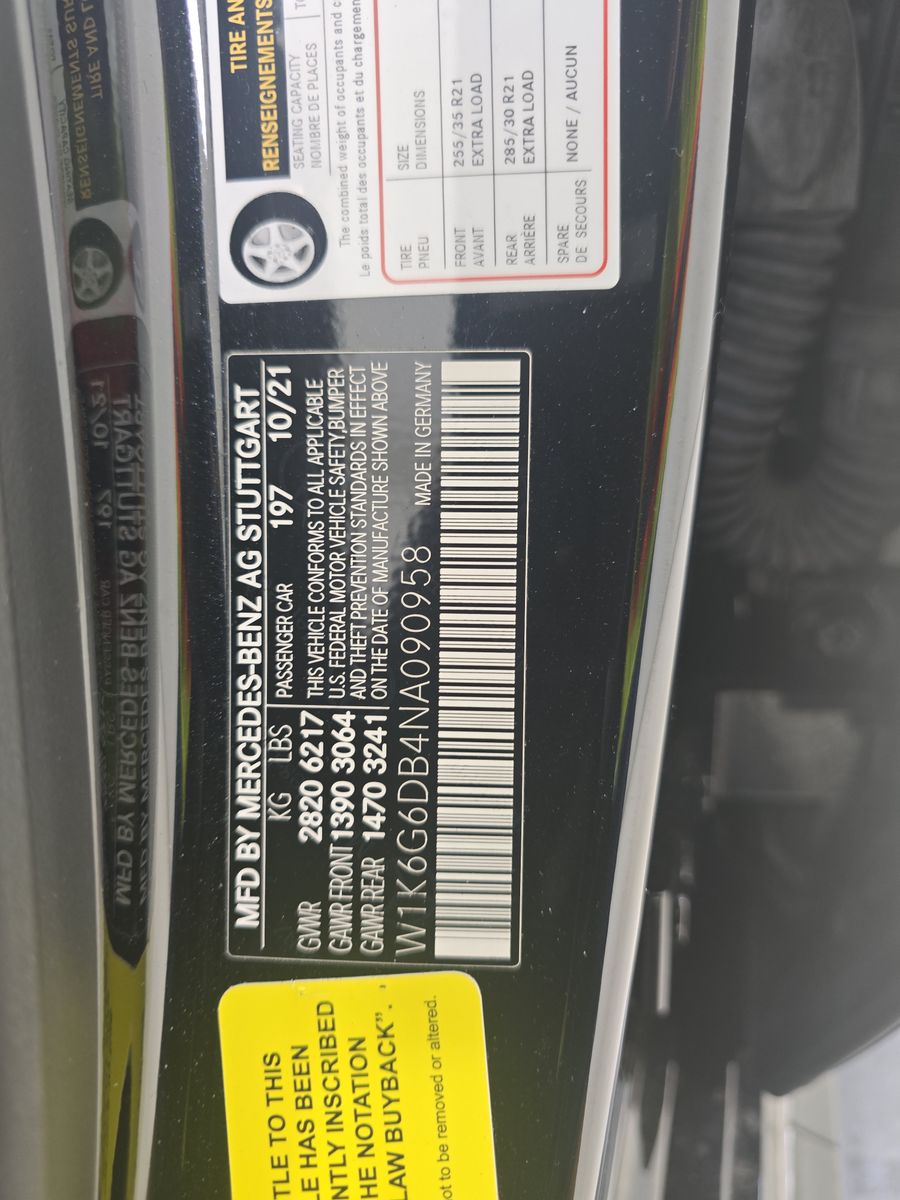 TIRE AN
RENSEIGNEMENTS
SEATING CAPACITY
NOMBRE DE PLACES
The combined weight of occupants and c
Le poids total des occupants et du chargemen
TIRE SIZE
PNEU DIMENSIONS
FRONT 255/35 R21
AVANT EXTRA LOAD
REAR 285/30 R21
ARRIÈRE EXTRA LOAD
SPARE NONE / AUCUN
DE SECOURS
MFD BY MERCEDES-BENZ AG STUTTGART
KG LBS PASSENGER CAR 197 10/21
GVWR 2820 6217 THIS VEHICLE CONFORMS TO ALL APPLICABLE
GAWR FRONT 1390 3064 U.S. FEDERAL MOTOR VEHICLE SAFETY,BUMPER
GAWR REAR 1470 3241 AND THEFT PREVENTION STANDARDS IN EFFECT
ON THE DATE OF MANUFACTURE SHOWN ABOVE
W1K6G6DB4NA090958 MADE IN GERMANY
TLE TO THIS
LE HAS BEEN
NTLY INSCRIBED
HE NOTATION
LAW BUYBACK".
ot to be removed or altered.